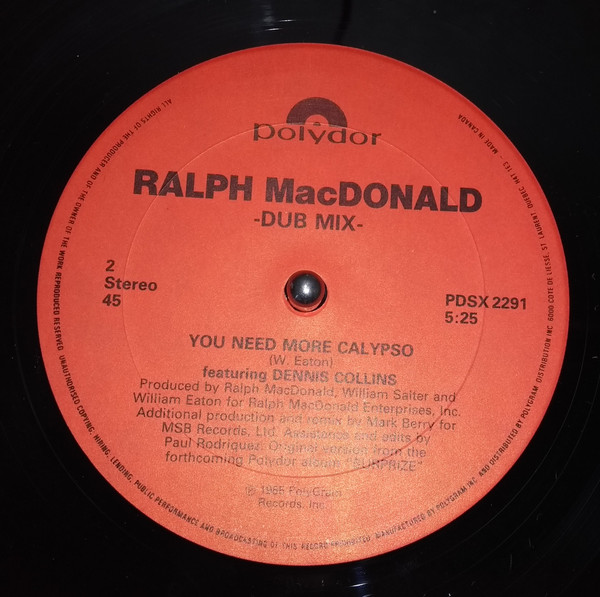 polydor
RALPH MacDONALD
-DUB MIX-
2
Stereo
45
PDSX 2291
5:25
YOU NEED MORE CALYPSO
(W. Eaton)
featuring DENNIS COLLINS
Produced by Ralph MacDonald, William Salter and
William Eaton for Ralph MacDonald Enterprises, Inc.
Additional production and remix by Mark Berry for
MSB Records, Ltd. Assistance and edits by
Paul Rodriquez. Original version from the
forthcoming Polydor album "SURPRIZE"
℗ 1985 PolyGram
Records, Inc.
ALL RIGHTS OF THE PRODUCER AND OF THE OWNER OF THE WORK REPRODUCED RESERVED. UNAUTHORISED COPYING, HIRING, LENDING, PUBLIC PERFORMANCE AND BROADCASTING OF THIS RECORD PROHIBITED. MANUFACTURED BY POLYGRAM INC. AND DISTRIBUTED BY POLYGRAM DISTRIBUTION INC. 6000 COTE DE LIESSE, ST. LAURENT, QUEBEC H4T 1E3 - MADE IN CANADA